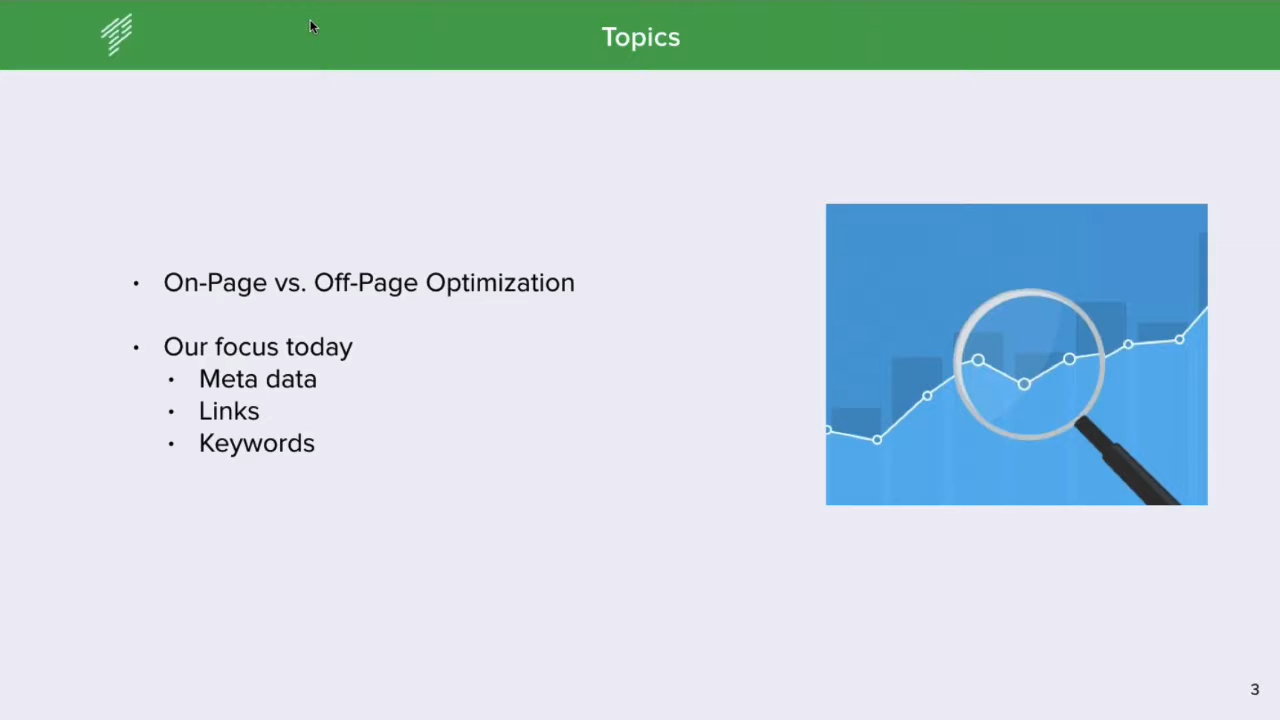 Topics
• On-Page vs. Off-Page Optimization
• Our focus today
• Meta data
• Links
• Keywords
3